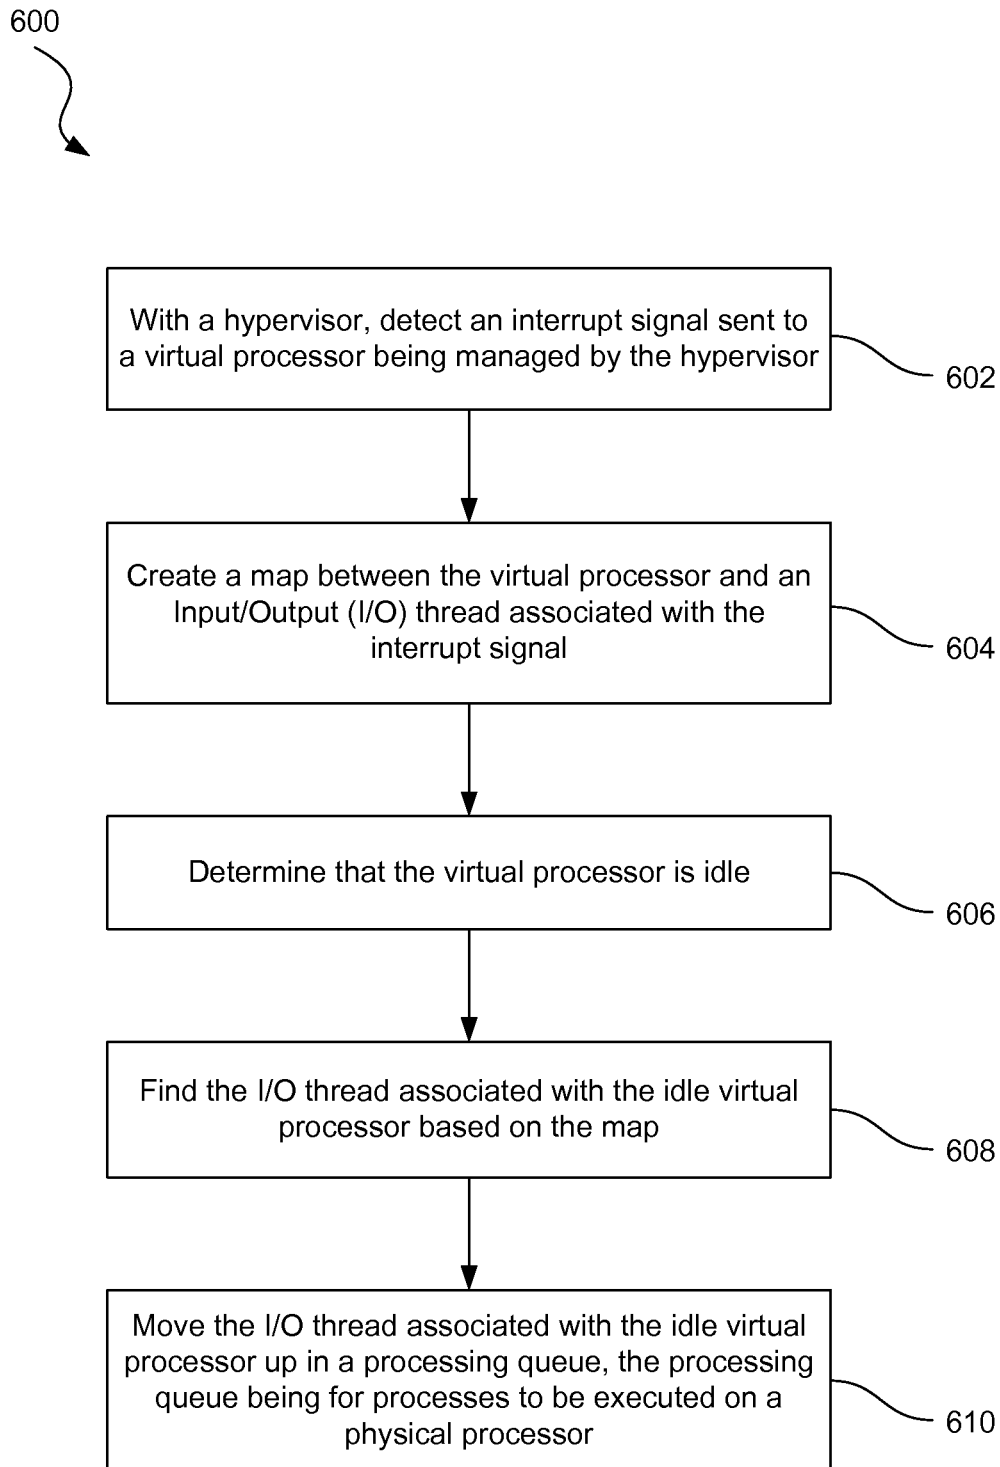 600
With a hypervisor, detect an interrupt signal sent to
a virtual processor being managed by the hypervisor
602
Create a map between the virtual processor and an
Input/Output (I/O) thread associated with the
interrupt signal
604
Determine that the virtual processor is idle
606
Find the I/O thread associated with the idle virtual
processor based on the map
608
Move the I/O thread associated with the idle virtual
processor up in a processing queue, the processing
queue being for processes to be executed on a
physical processor
610